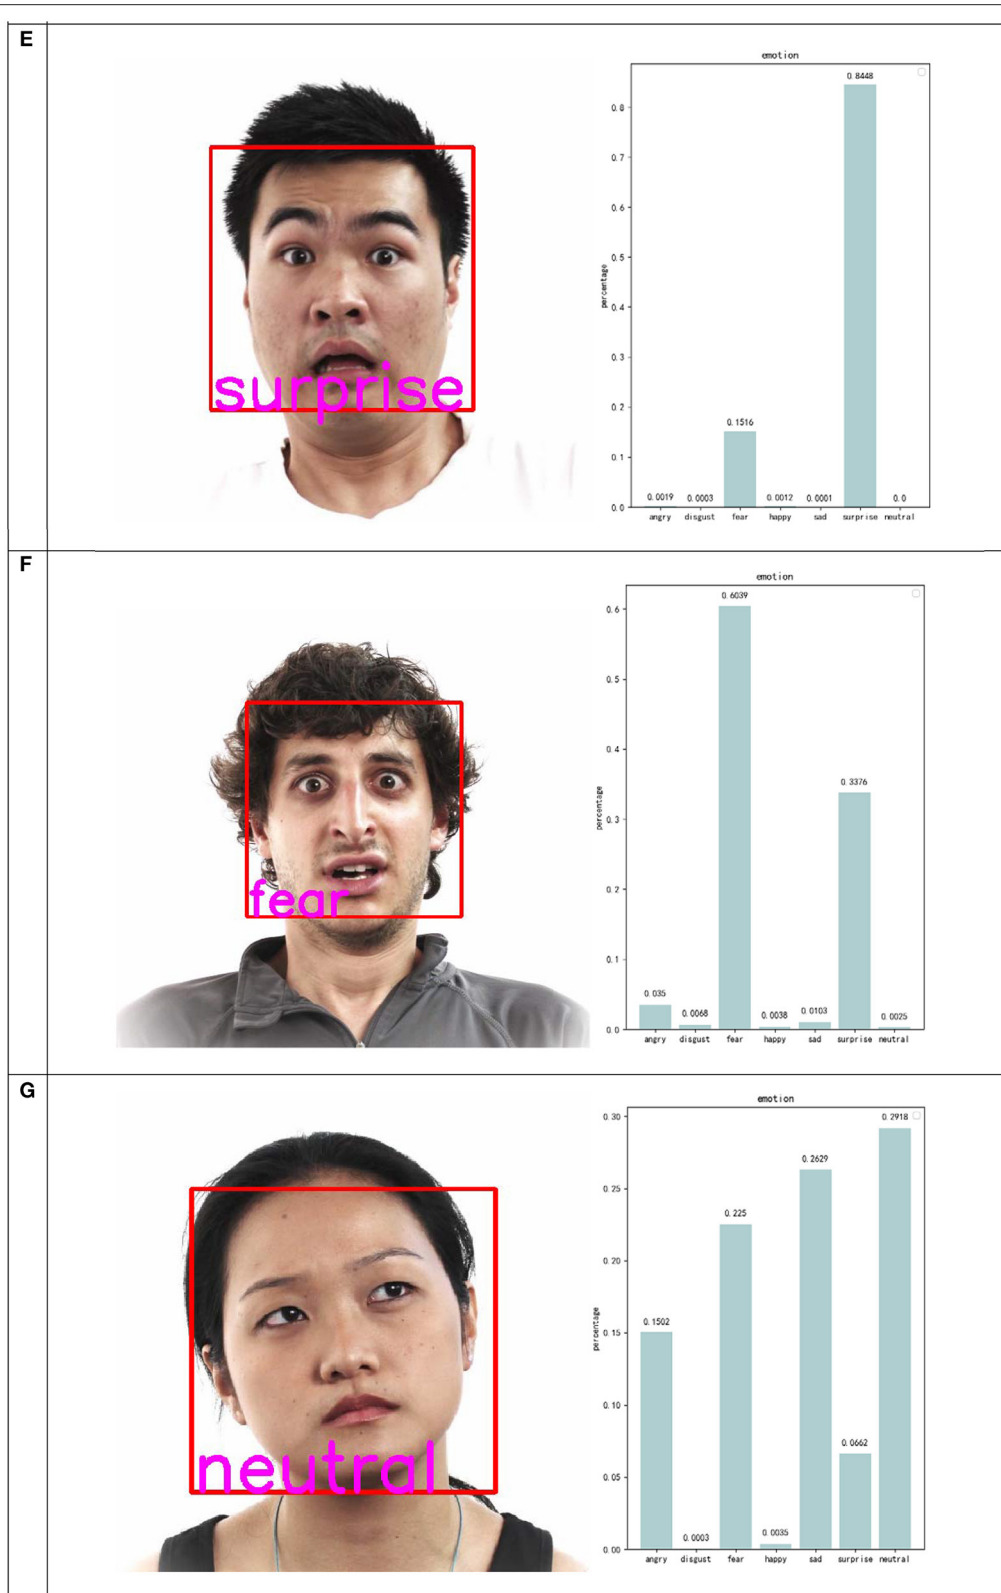 E
surprise
emotion
percentage
0.8
0.7
0.6
0.5
0.4
0.3
0.2
0.1
0.0
0.0019
0.0003
0.1516
0.0012
0.0001
0.8448
0.0
angry disgust fear happy sad surprise neutral
F
fear
emotion
percentage
0.6
0.5
0.4
0.3
0.2
0.1
0.0
0.035
0.0068
0.6039
0.0038
0.0103
0.3376
0.0025
angry disgust fear happy sad surprise neutral
G
neutral
emotion
percentage
0.30
0.25
0.20
0.15
0.10
0.05
0.00
0.1502
0.0003
0.225
0.0035
0.2629
0.0662
0.2918
angry disgust fear happy sad surprise neutral